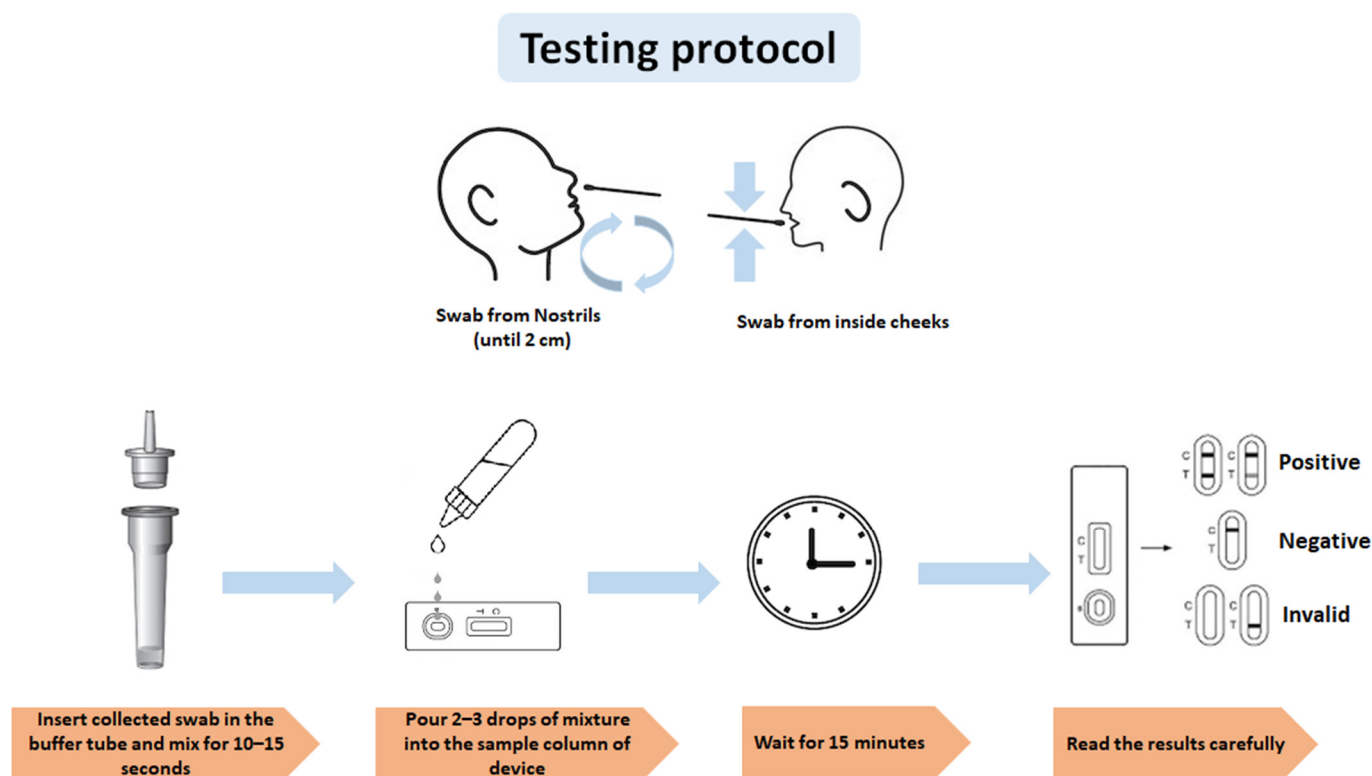 Testing protocol
Swab from Nostrils
(until 2 cm)
Swab from inside cheeks
C
T
C
T
Positive
C
T
Negative
C
T
C
T
Invalid
T
C
C
T
S
Insert collected swab in the
buffer tube and mix for 10–15
seconds
Pour 2–3 drops of mixture
into the sample column of
device
Wait for 15 minutes
Read the results carefully